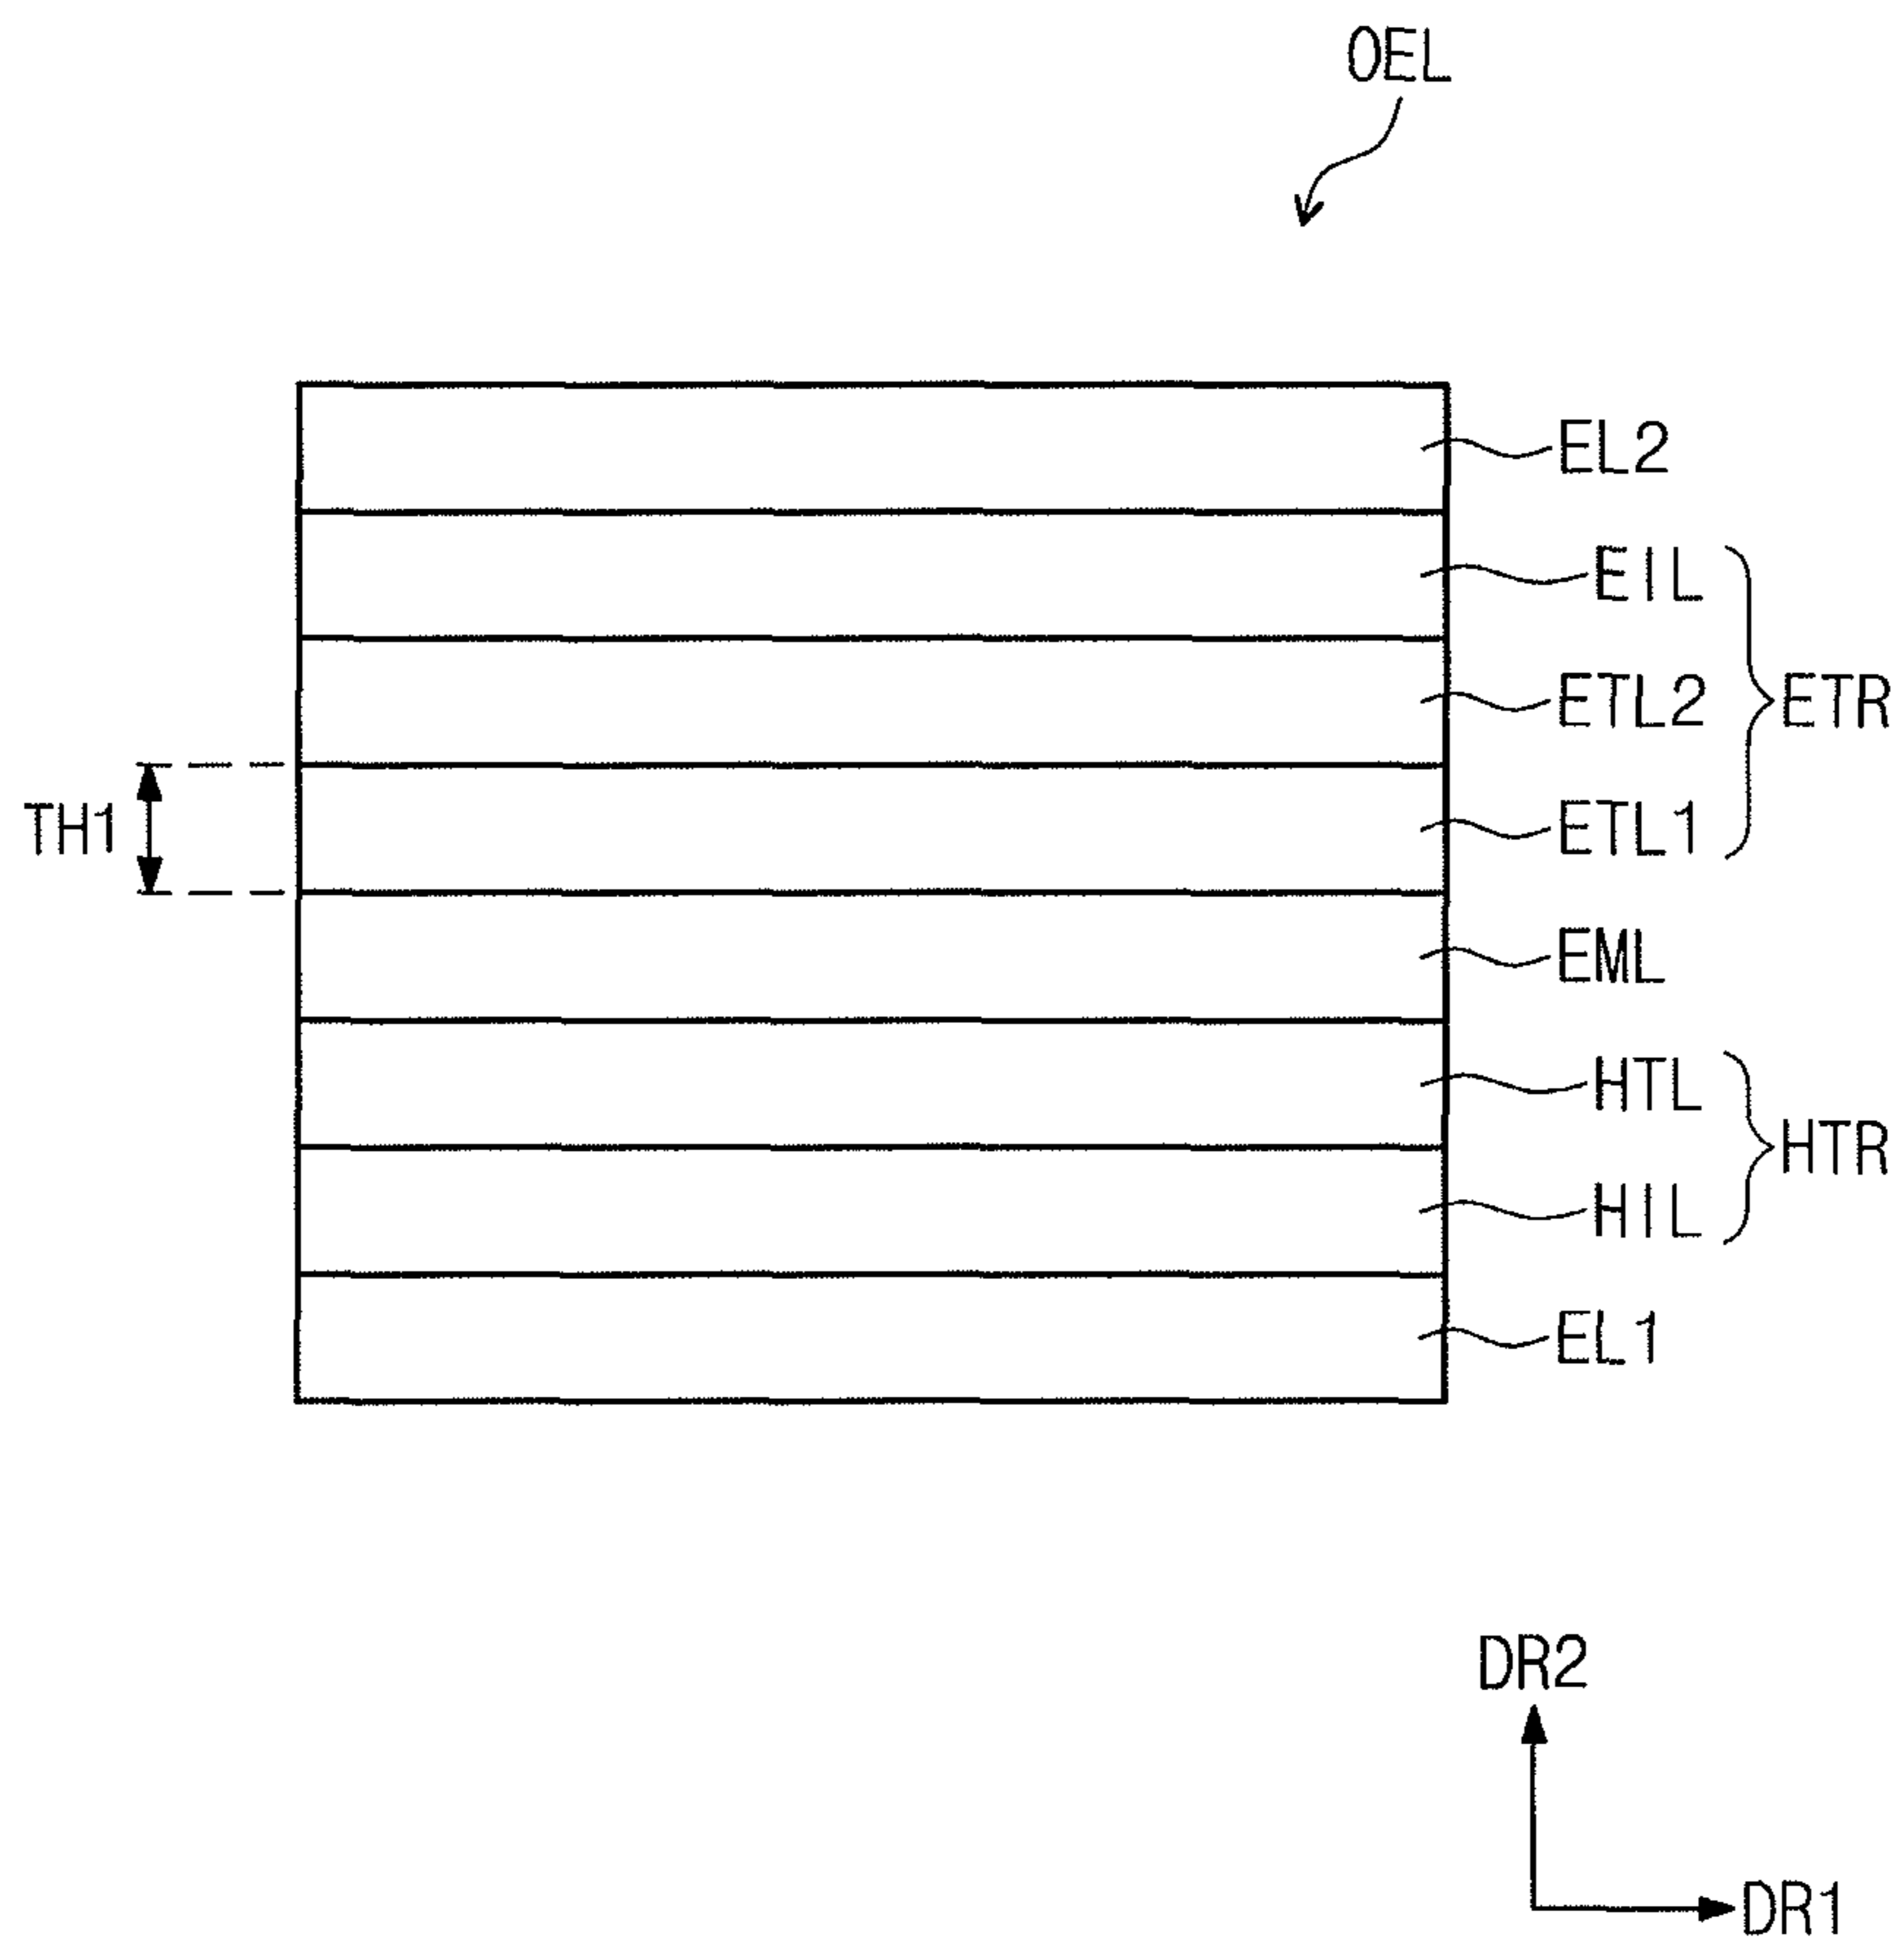 OEL
EL2
EIL
ETL2
ETR
TH1
ETL1
EML
HTL
HTR
HIL
EL1
DR2
DR1